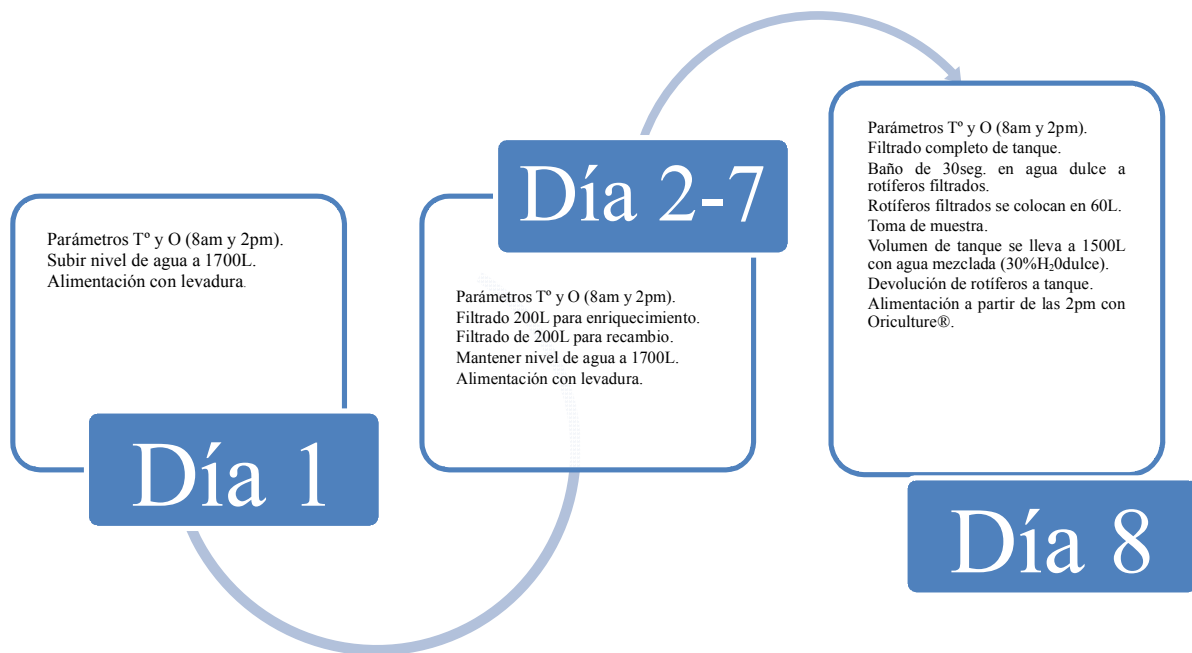 Parámetros Tº y O (8am y 2pm).
Subir nivel de agua a 1700L.
Alimentación con levadura.
Día 1
Día 2-7
Parámetros Tº y O (8am y 2pm).
Filtrado 200L para enriquecimiento.
Filtrado de 200L para recambio.
Mantener nivel de agua a 1700L.
Alimentación con levadura.
Parámetros Tº y O (8am y 2pm).
Filtrado completo de tanque.
Baño de 30seg. en agua dulce a
rotíferos filtrados.
Rotíferos filtrados se colocan en 60L.
Toma de muestra.
Volumen de tanque se lleva a 1500L
con agua mezclada (30%H₂0dulce).
Devolución de rotíferos a tanque.
Alimentación a partir de las 2pm con
Oriculture®.
Día 8